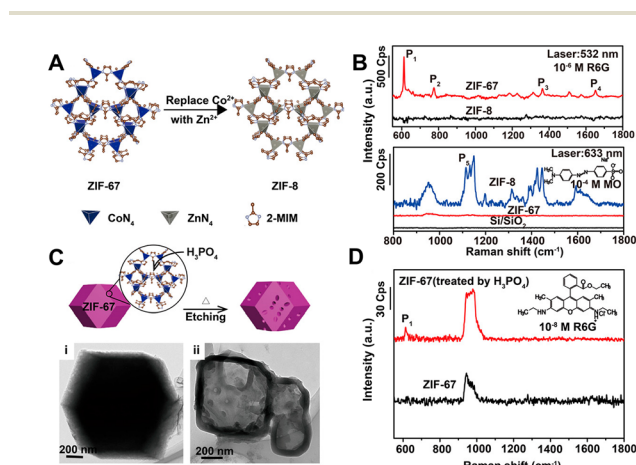 A
Replace Co²⁺
with Zn²⁺
ZIF-67
ZIF-8
CoN₄
ZnN₄
2-MIM
B
Laser:532 nm
10⁻⁶ M R6G
500 Cps
P₁
P₂
P₃
P₄
ZIF-67
ZIF-8
600 800 1000 1200 1400 1600 1800
Intensity (a.u.)
Laser:633 nm
10⁻⁴ M MO
200 Cps
P₅
ZIF-8
ZIF-67
Si/SiO₂
800 1000 1200 1400 1600 1800
Raman shift (cm⁻¹)
C
H₃PO₄
ZIF-67
Etching
i
200 nm
ii
200 nm
D
ZIF-67(treated by H₃PO₄)
30 Cps
P₁
10⁻⁸ M R6G
ZIF-67
Intensity (a.u.)
600 800 1000 1200 1400 1600 1800
Raman shift (cm⁻¹)